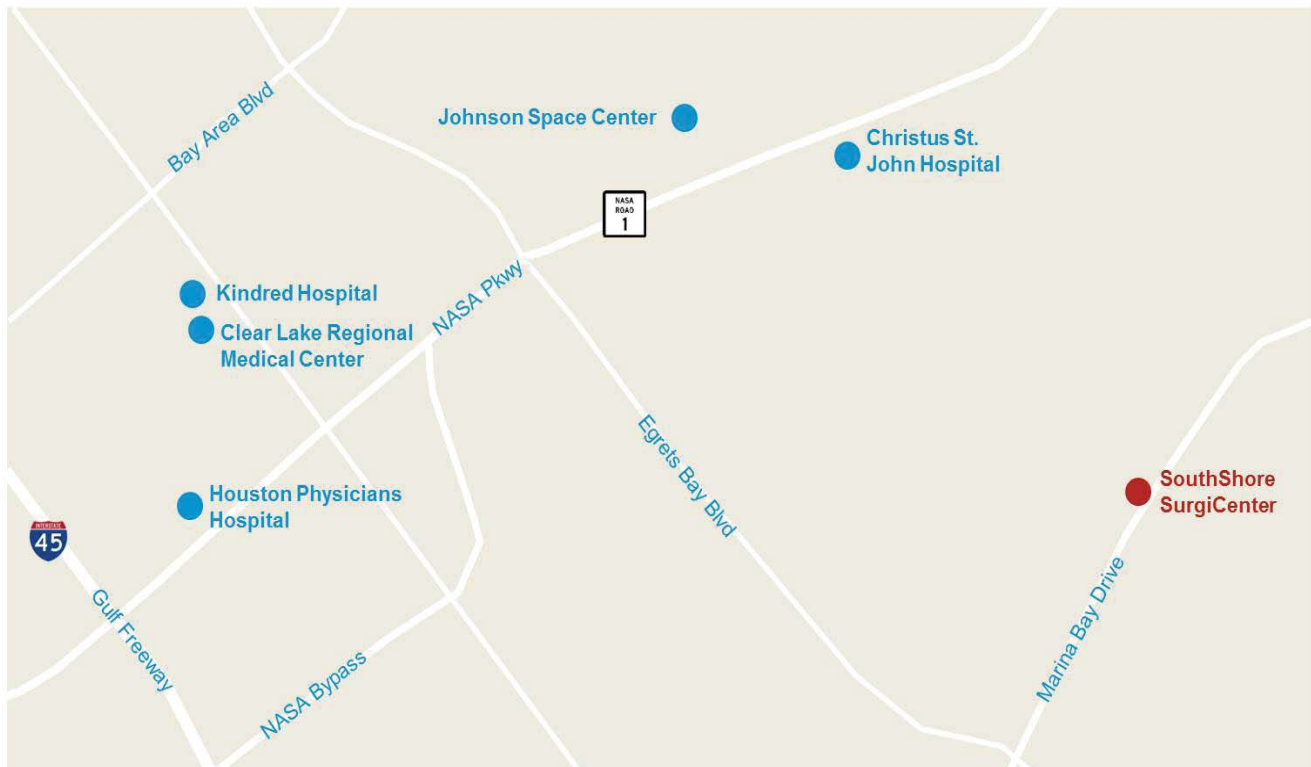 Bay Area Blvd
Johnson Space Center
Christus St.
John Hospital
NASA
ROAD
1
Kindred Hospital
Clear Lake Regional
Medical Center
NASA Pkwy
Egrets Bay Blvd
SouthShore
SurgiCenter
Houston Physicians
Hospital
INTERSTATE
45
Gulf Freeway
NASA Bypass
Marina Bay Drive